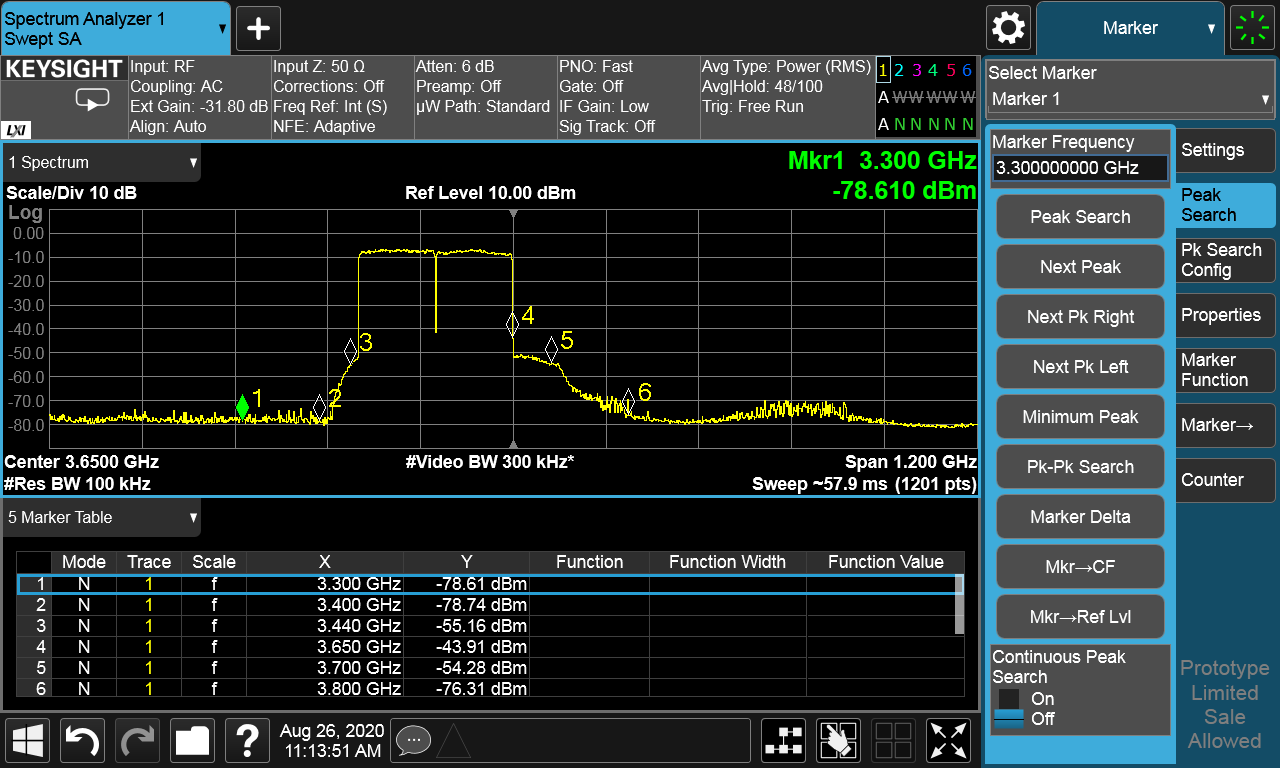 Spectrum Analyzer 1
Swept SA
Marker
KEYSIGHT
LXI
Input: RF
Coupling: AC
Ext Gain: -31.80 dB
Align: Auto
Input Z: 50 Ω
Corrections: Off
Freq Ref: Int (S)
NFE: Adaptive
Atten: 6 dB
Preamp: Off
µW Path: Standard
PNO: Fast
Gate: Off
IF Gain: Low
Sig Track: Off
Avg Type: Power (RMS)
Avg|Hold: 48/100
Trig: Free Run
1 2 3 4 5 6
A W W W W W
A N N N N N
Select Marker
Marker 1
1 Spectrum
Mkr1 3.300 GHz
-78.610 dBm
Scale/Div 10 dB
Ref Level 10.00 dBm
Log
0.00
-10.0
-20.0
-30.0
-40.0
-50.0
-60.0
-70.0
-80.0
1
2
3
4
5
6
Center 3.6500 GHz
#Video BW 300 kHz*
Span 1.200 GHz
#Res BW 100 kHz
Sweep ~57.9 ms (1201 pts)
5 Marker Table
Mode Trace Scale X Y Function Function Width Function Value
1 N 1 f 3.300 GHz -78.61 dBm
2 N 1 f 3.400 GHz -78.74 dBm
3 N 1 f 3.440 GHz -55.16 dBm
4 N 1 f 3.650 GHz -43.91 dBm
5 N 1 f 3.700 GHz -54.28 dBm
6 N 1 f 3.800 GHz -76.31 dBm
Aug 26, 2020
11:13:51 AM
Marker Frequency
3.300000000 GHz
Peak Search
Next Peak
Next Pk Right
Next Pk Left
Minimum Peak
Pk-Pk Search
Marker Delta
Mkr→CF
Mkr→Ref Lvl
Continuous Peak
Search
On
Off
Settings
Peak
Search
Pk Search
Config
Properties
Marker
Function
Marker→
Counter
Prototype
Limited
Sale
Allowed